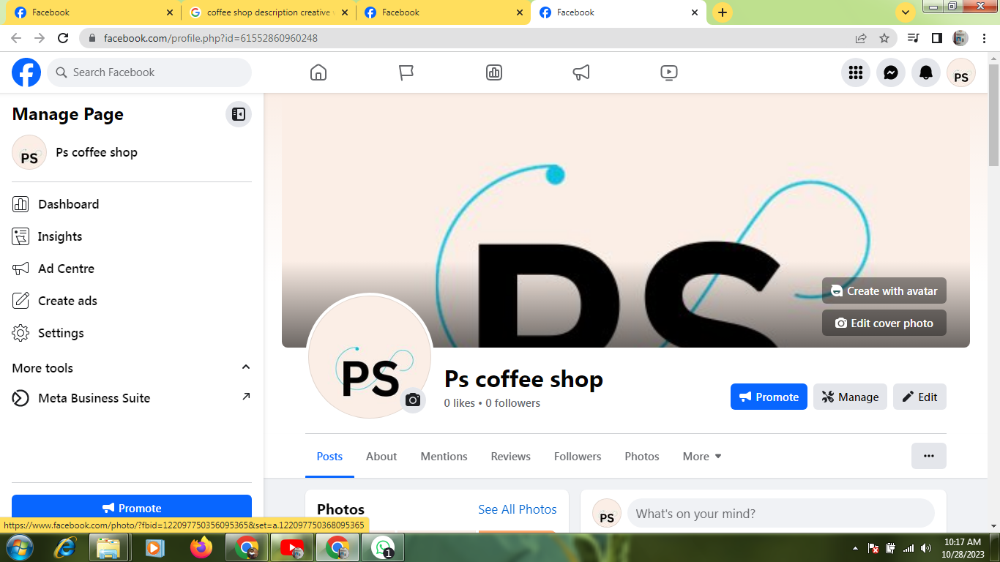 Facebook
coffee shop description creative
Facebook
Facebook
facebook.com/profile.php?id=61552860960248
Search Facebook
PS
Manage Page
PS
Ps coffee shop
Dashboard
Insights
Ad Centre
Create ads
Settings
More tools
Meta Business Suite
Promote
PS
Create with avatar
Edit cover photo
PS
Ps coffee shop
0 likes • 0 followers
Promote
Manage
Edit
Posts
About
Mentions
Reviews
Followers
Photos
More
Photos
See All Photos
PS
What's on your mind?
https://www.facebook.com/photo/?fbid=122097750356095365&set=a.122097750368095365
1
10:17 AM
10/28/2023